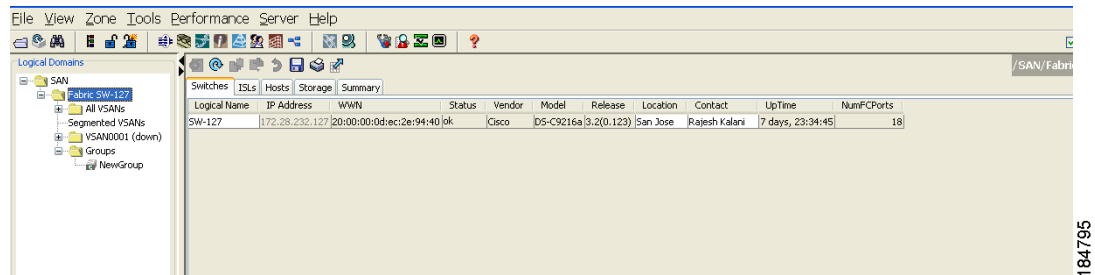 File View Zone Tools Performance Server Help
Logical Domains
/SAN/Fabri
SAN
Fabric SW-127
All VSANs
Segmented VSANs
VSAN0001 (down)
Groups
NewGroup
Switches ISLs Hosts Storage Summary
Logical Name IP Address WWN Status Vendor Model Release Location Contact UpTime NumFCPorts
SW-127 172.28.232.127 20:00:00:0d:ec:2e:94:40 ok Cisco DS-C9216a 3.2(0.123) San Jose Rajesh Kalani 7 days, 23:34:45 18
184795